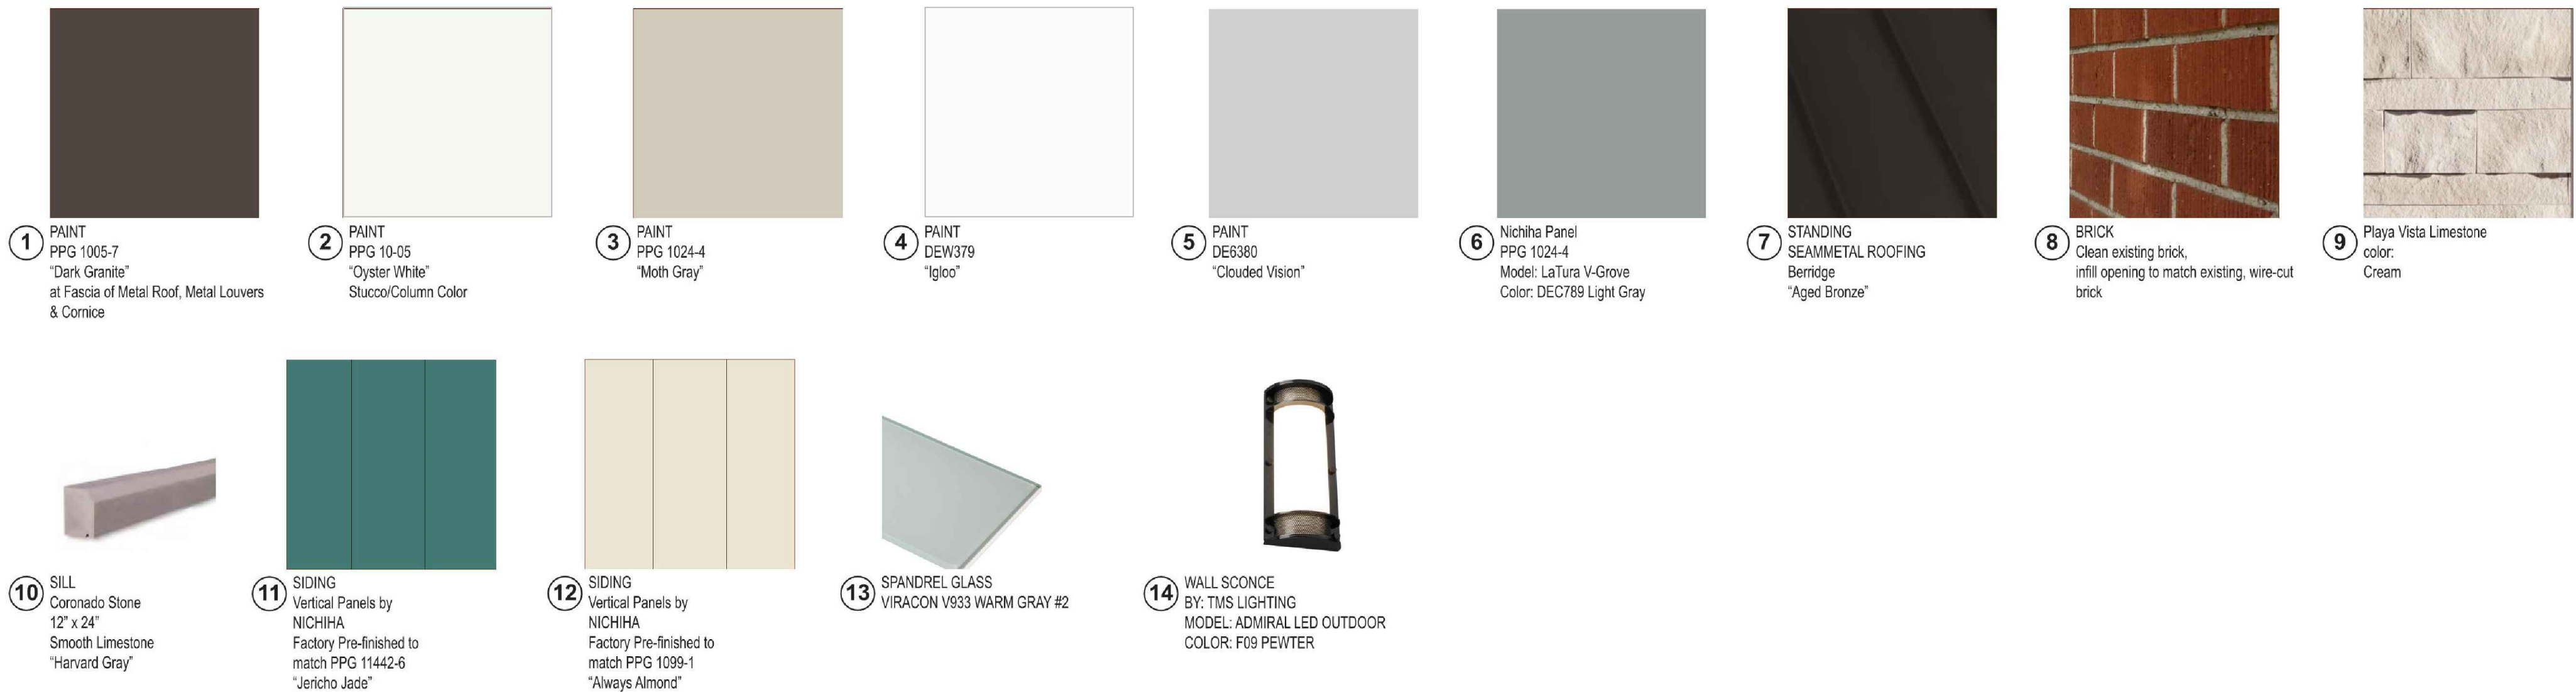 1
PAINT
PPG 1005-7
“Dark Granite”
at Fascia of Metal Roof, Metal Louvers
& Cornice
2
PAINT
PPG 10-05
“Oyster White”
Stucco/Column Color
3
PAINT
PPG 1024-4
“Moth Gray”
4
PAINT
DEW379
“Igloo”
5
PAINT
DE6380
“Clouded Vision”
6
Nichiha Panel
PPG 1024-4
Model: LaTura V-Grove
Color: DEC789 Light Gray
7
STANDING
SEAMMETAL ROOFING
Berridge
“Aged Bronze”
8
BRICK
Clean existing brick,
infill opening to match existing, wire-cut
brick
9
Playa Vista Limestone
color:
Cream
10
SILL
Coronado Stone
12” x 24”
Smooth Limestone
“Harvard Gray”
11
SIDING
Vertical Panels by
NICHIHA
Factory Pre-finished to
match PPG 11442-6
“Jericho Jade”
12
SIDING
Vertical Panels by
NICHIHA
Factory Pre-finished to
match PPG 1099-1
“Always Almond”
13
SPANDREL GLASS
VIRACON V933 WARM GRAY #2
14
WALL SCONCE
BY: TMS LIGHTING
MODEL: ADMIRAL LED OUTDOOR
COLOR: F09 PEWTER